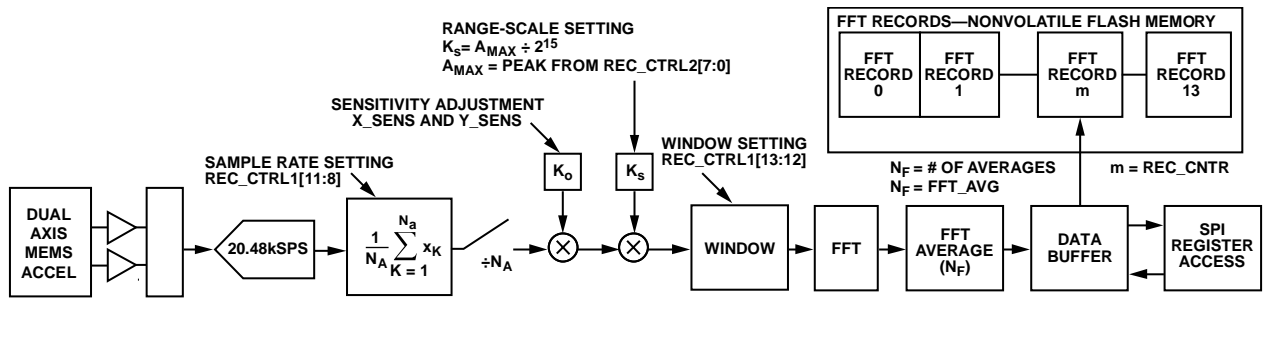 RANGE-SCALE SETTING
Ks= AMAX ÷ 2^15
AMAX = PEAK FROM REC_CTRL2[7:0]
FFT RECORDS—NONVOLATILE FLASH MEMORY
FFT
RECORD
0
FFT
RECORD
1
FFT
RECORD
m
FFT
RECORD
13
SENSITIVITY ADJUSTMENT
X_SENS AND Y_SENS
SAMPLE RATE SETTING
REC_CTRL1[11:8]
WINDOW SETTING
REC_CTRL1[13:12]
Ko
Ks
NF = # OF AVERAGES
NF = FFT_AVG
m = REC_CNTR
DUAL
AXIS
MEMS
ACCEL
20.48kSPS
Na
1
NA
∑ xK
K = 1
÷NA
×
×
WINDOW
FFT
FFT
AVERAGE
(NF)
DATA
BUFFER
SPI
REGISTER
ACCESS